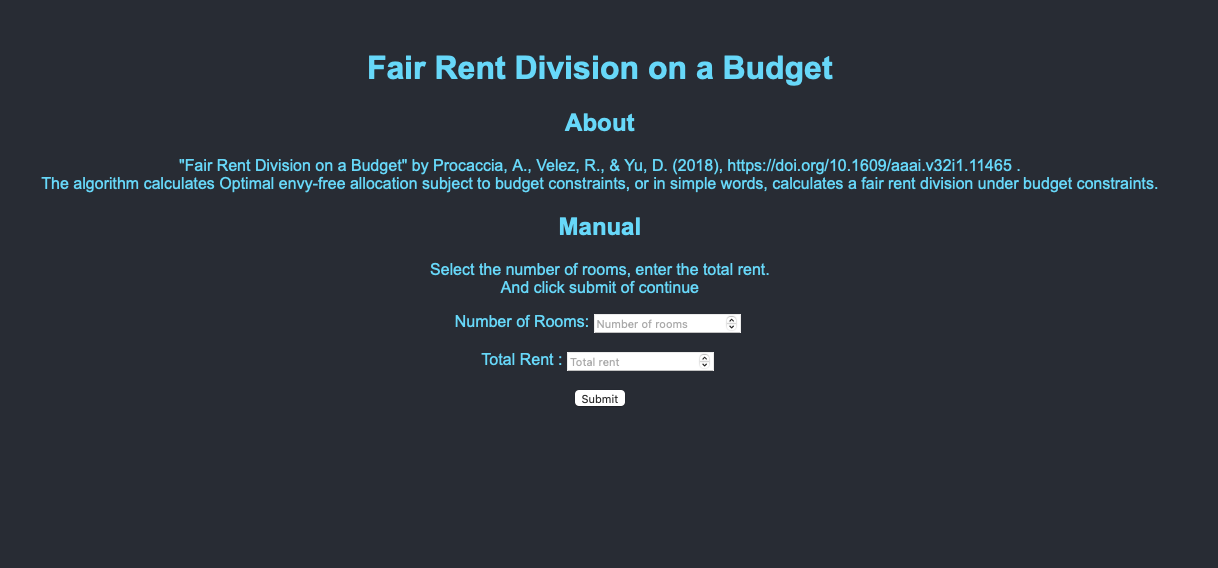 Fair Rent Division on a Budget
About
"Fair Rent Division on a Budget" by Procaccia, A., Velez, R., & Yu, D. (2018), https://doi.org/10.1609/aaai.v32i1.11465 .
The algorithm calculates Optimal envy-free allocation subject to budget constraints, or in simple words, calculates a fair rent division under budget constraints.
Manual
Select the number of rooms, enter the total rent.
And click submit of continue
Number of Rooms: Number of rooms
Total Rent : Total rent
Submit